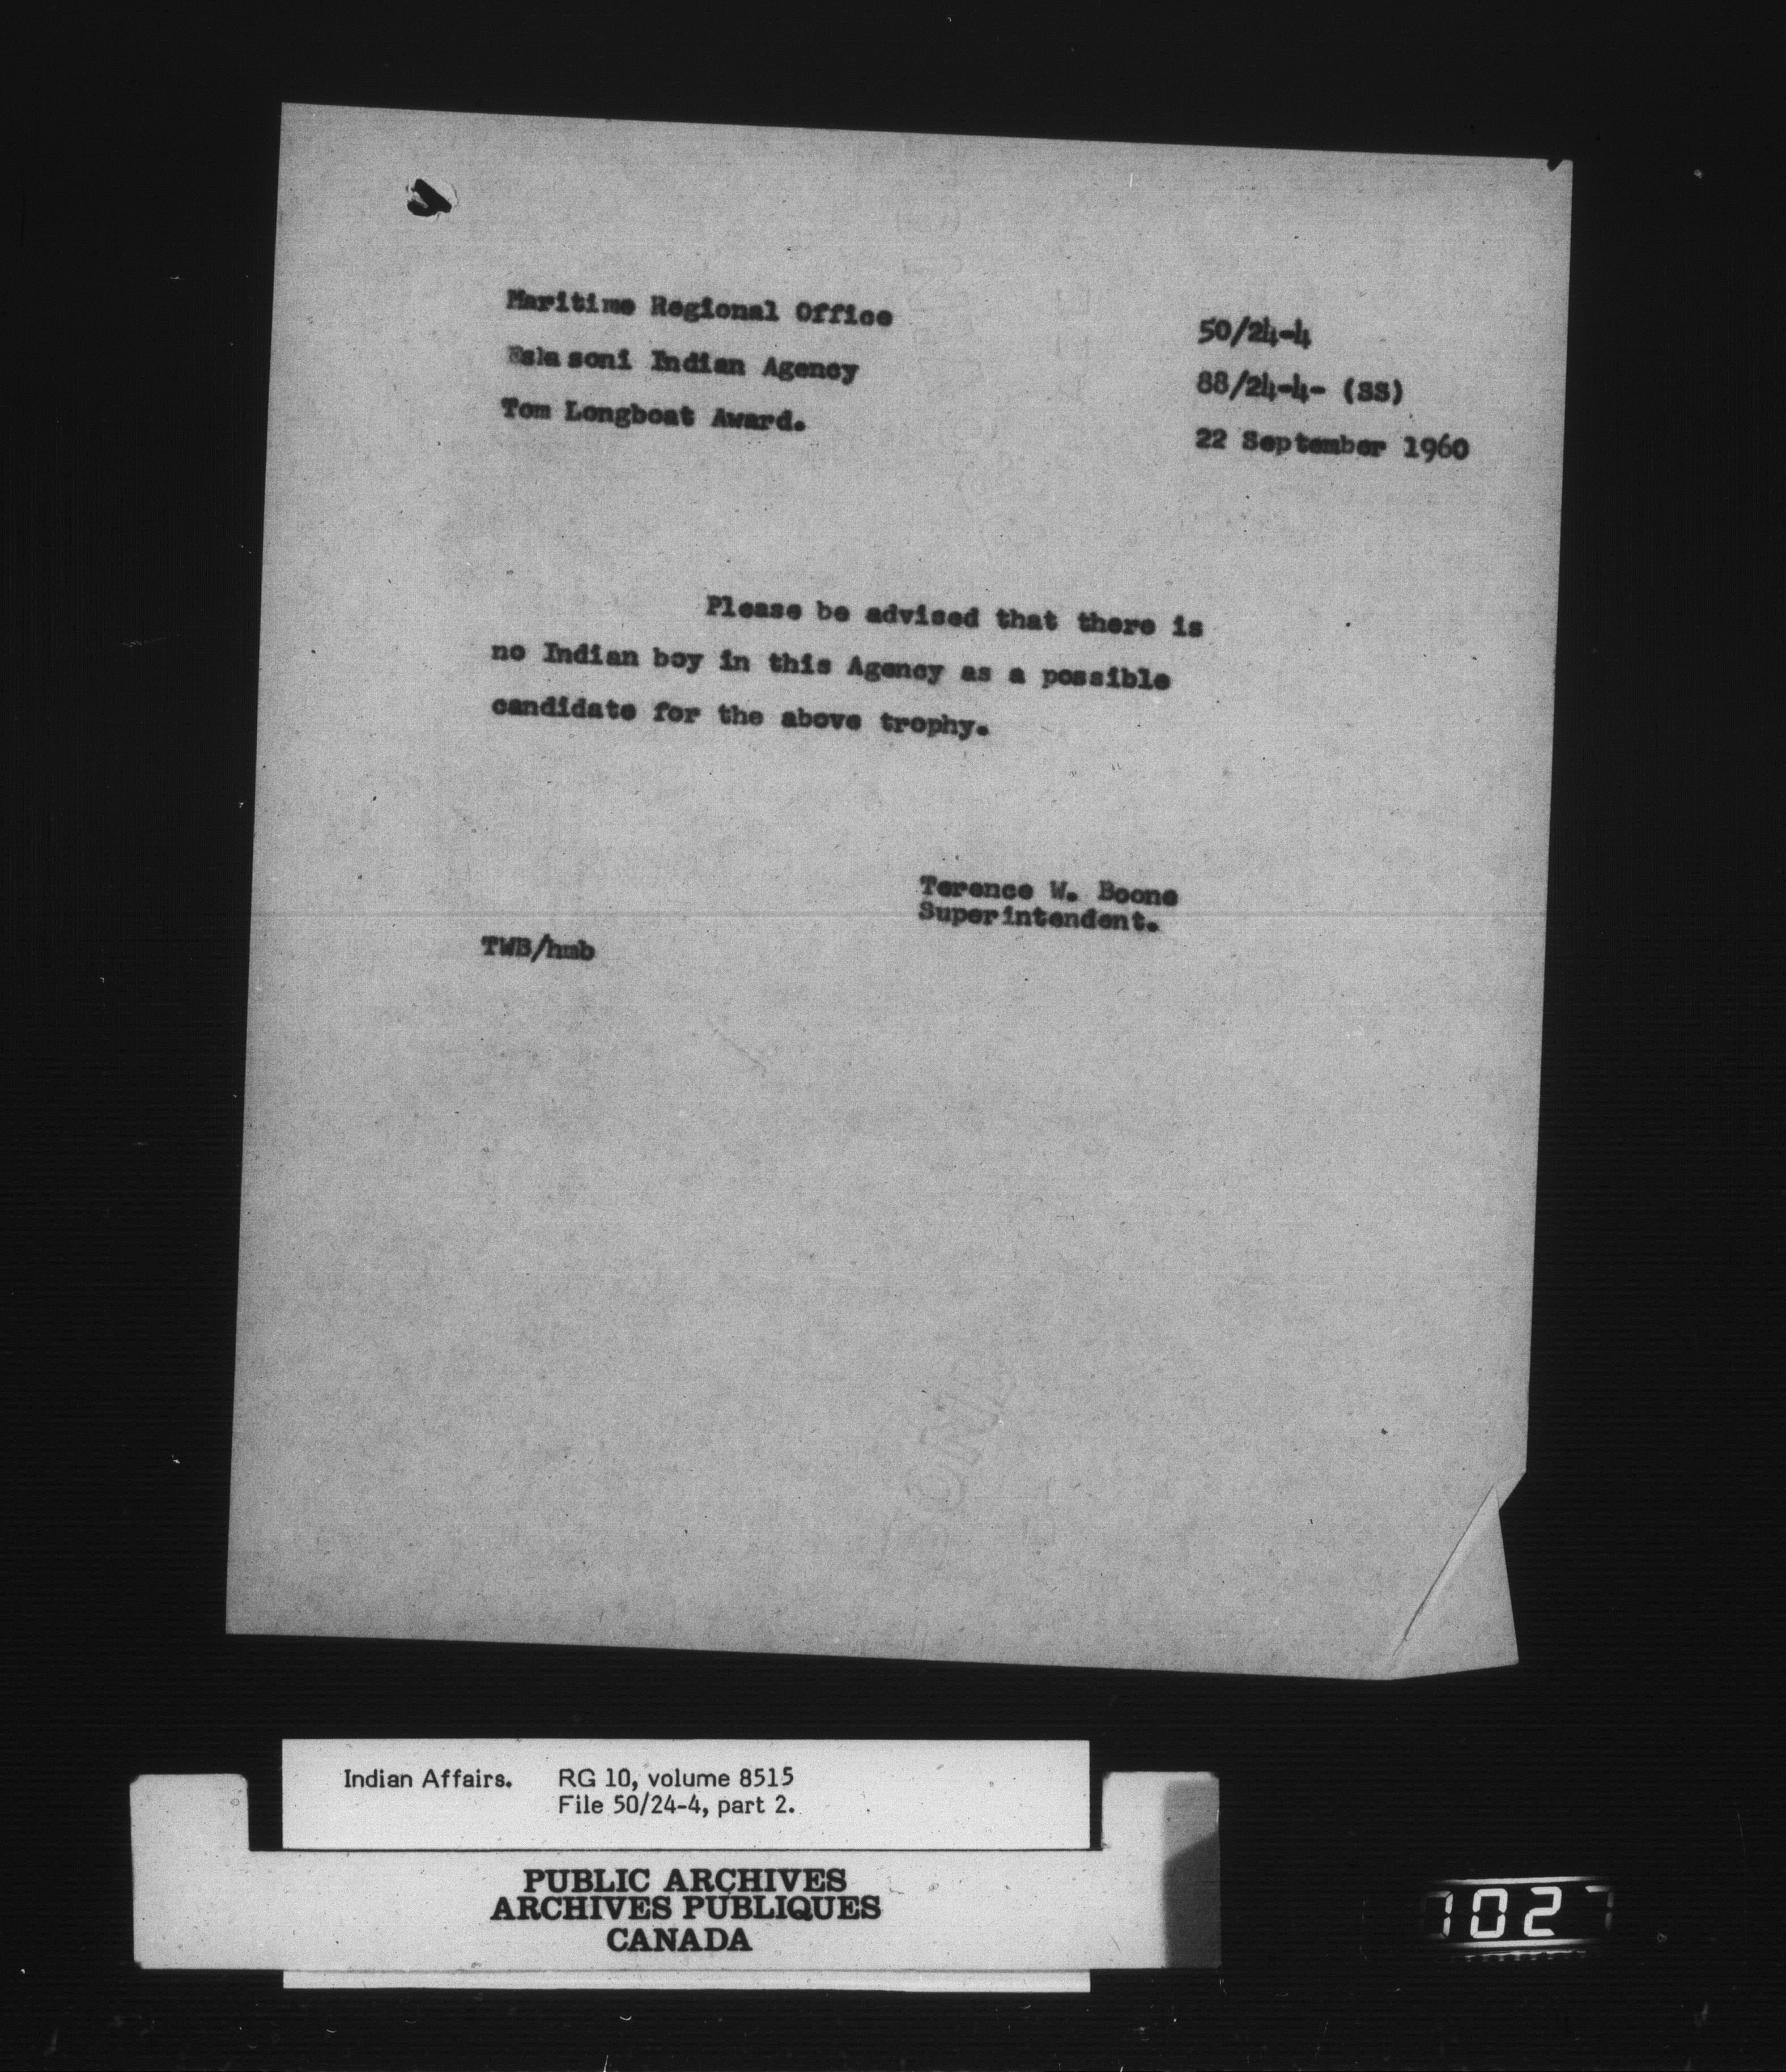 Maritime Regional Office
50/24-4
Eskasoni Indian Agency
88/24-4- (SS)
Tom Longboat Award.
22 September 1960
Please be advised that there is
no Indian boy in this Agency as a possible
candidate for the above trophy.
Terence W. Boone
Superintendent.
TWB/hmb
Indian Affairs. RG 10, volume 8515
File 50/24-4, part 2.
PUBLIC ARCHIVES
ARCHIVES PUBLIQUES
CANADA
1027